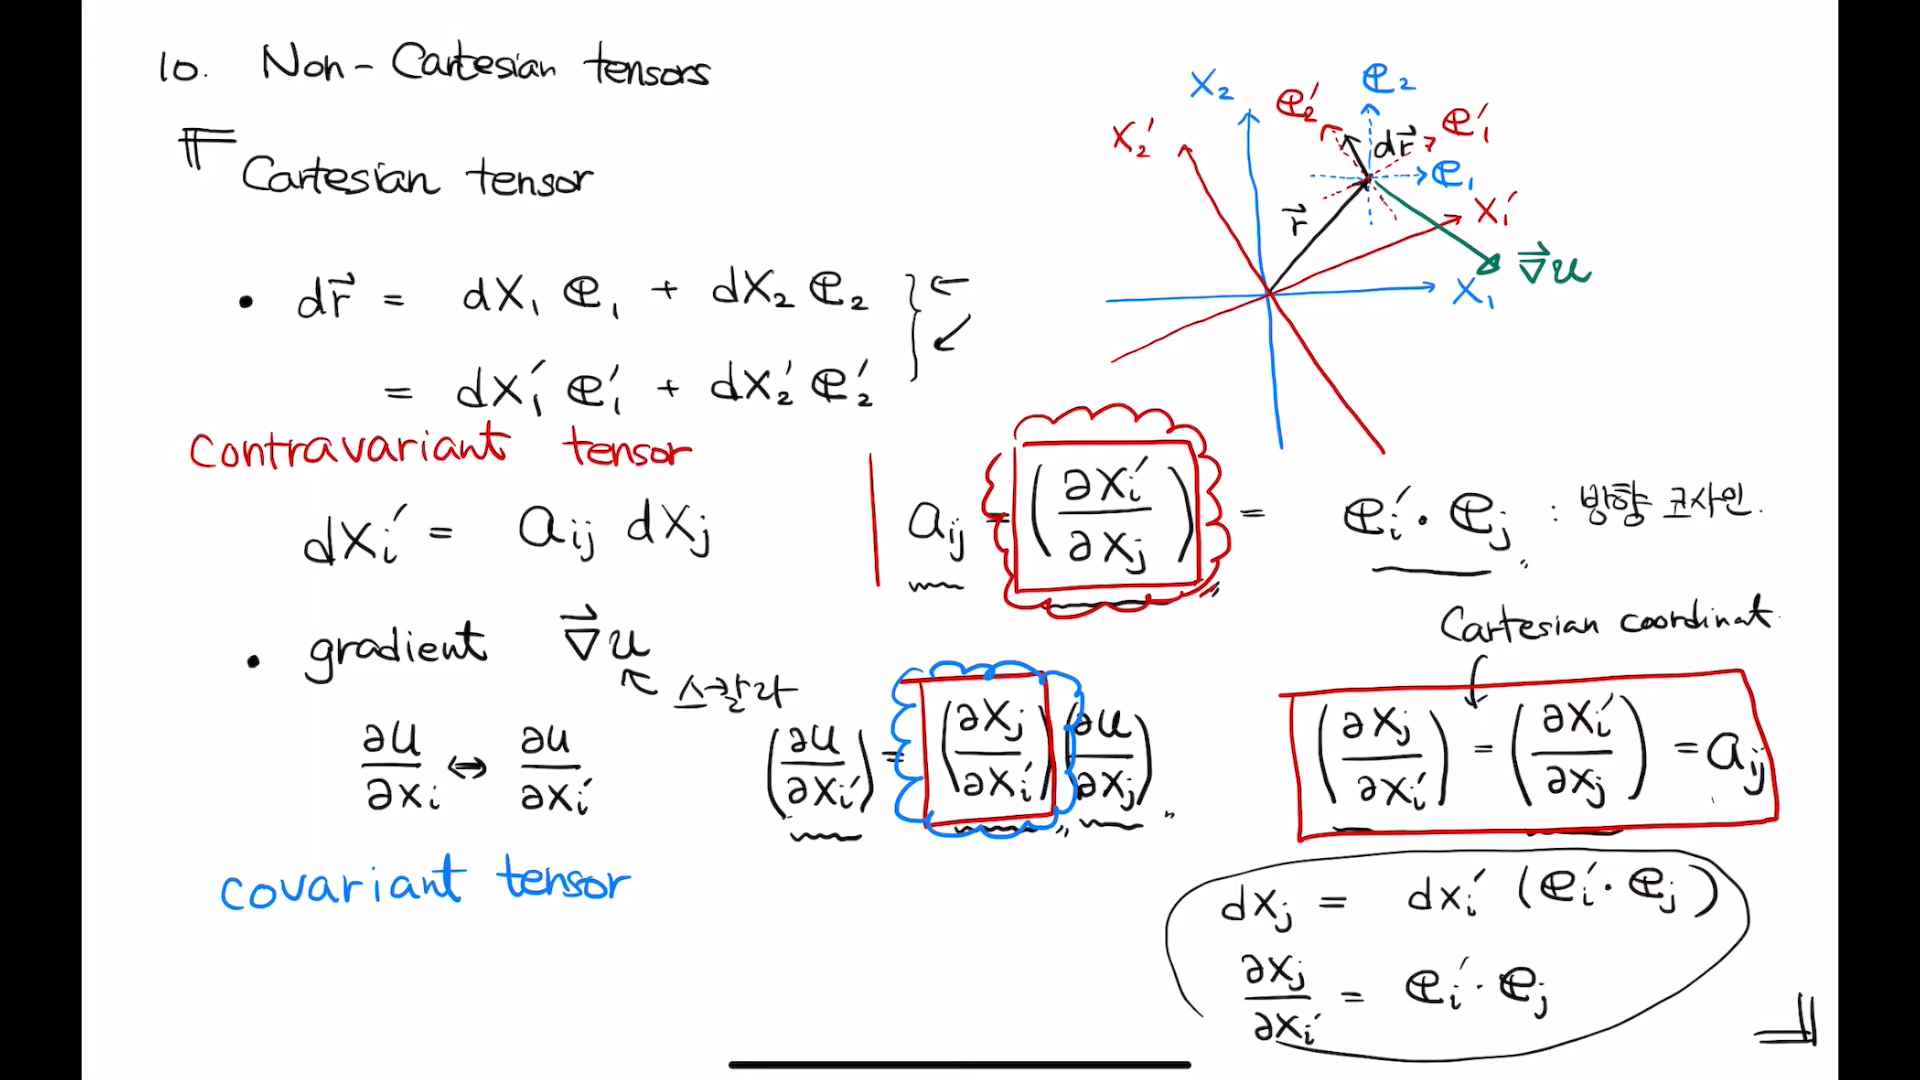 10. Non-Cartesian tensors
Cartesian tensor
• dr⃗ = dx₁ e₁ + dx₂ e₂
= dx₁′ e₁′ + dx₂′ e₂′
contravariant tensor
dxᵢ′ = aᵢⱼ dxⱼ
aᵢⱼ = (∂xᵢ′/∂xⱼ) = eᵢ′ · eⱼ : 방향 코사인.
• gradient ∇⃗u
스칼라
∂u/∂xᵢ ↔ ∂u/∂xᵢ′
(∂u/∂xᵢ′) = (∂xⱼ/∂xᵢ′)(∂u/∂xⱼ)
covariant tensor
Cartesian coordinat.
(∂xⱼ/∂xᵢ′) = (∂xᵢ′/∂xⱼ) = aᵢⱼ
dxⱼ = dxᵢ′ (eᵢ′ · eⱼ)
∂xⱼ/∂xᵢ′ = eᵢ′ · eⱼ
x₂
x₂′
e₂′
e₂
e₁′
dr⃗
e₁
x₁′
r⃗
∇⃗u
x₁